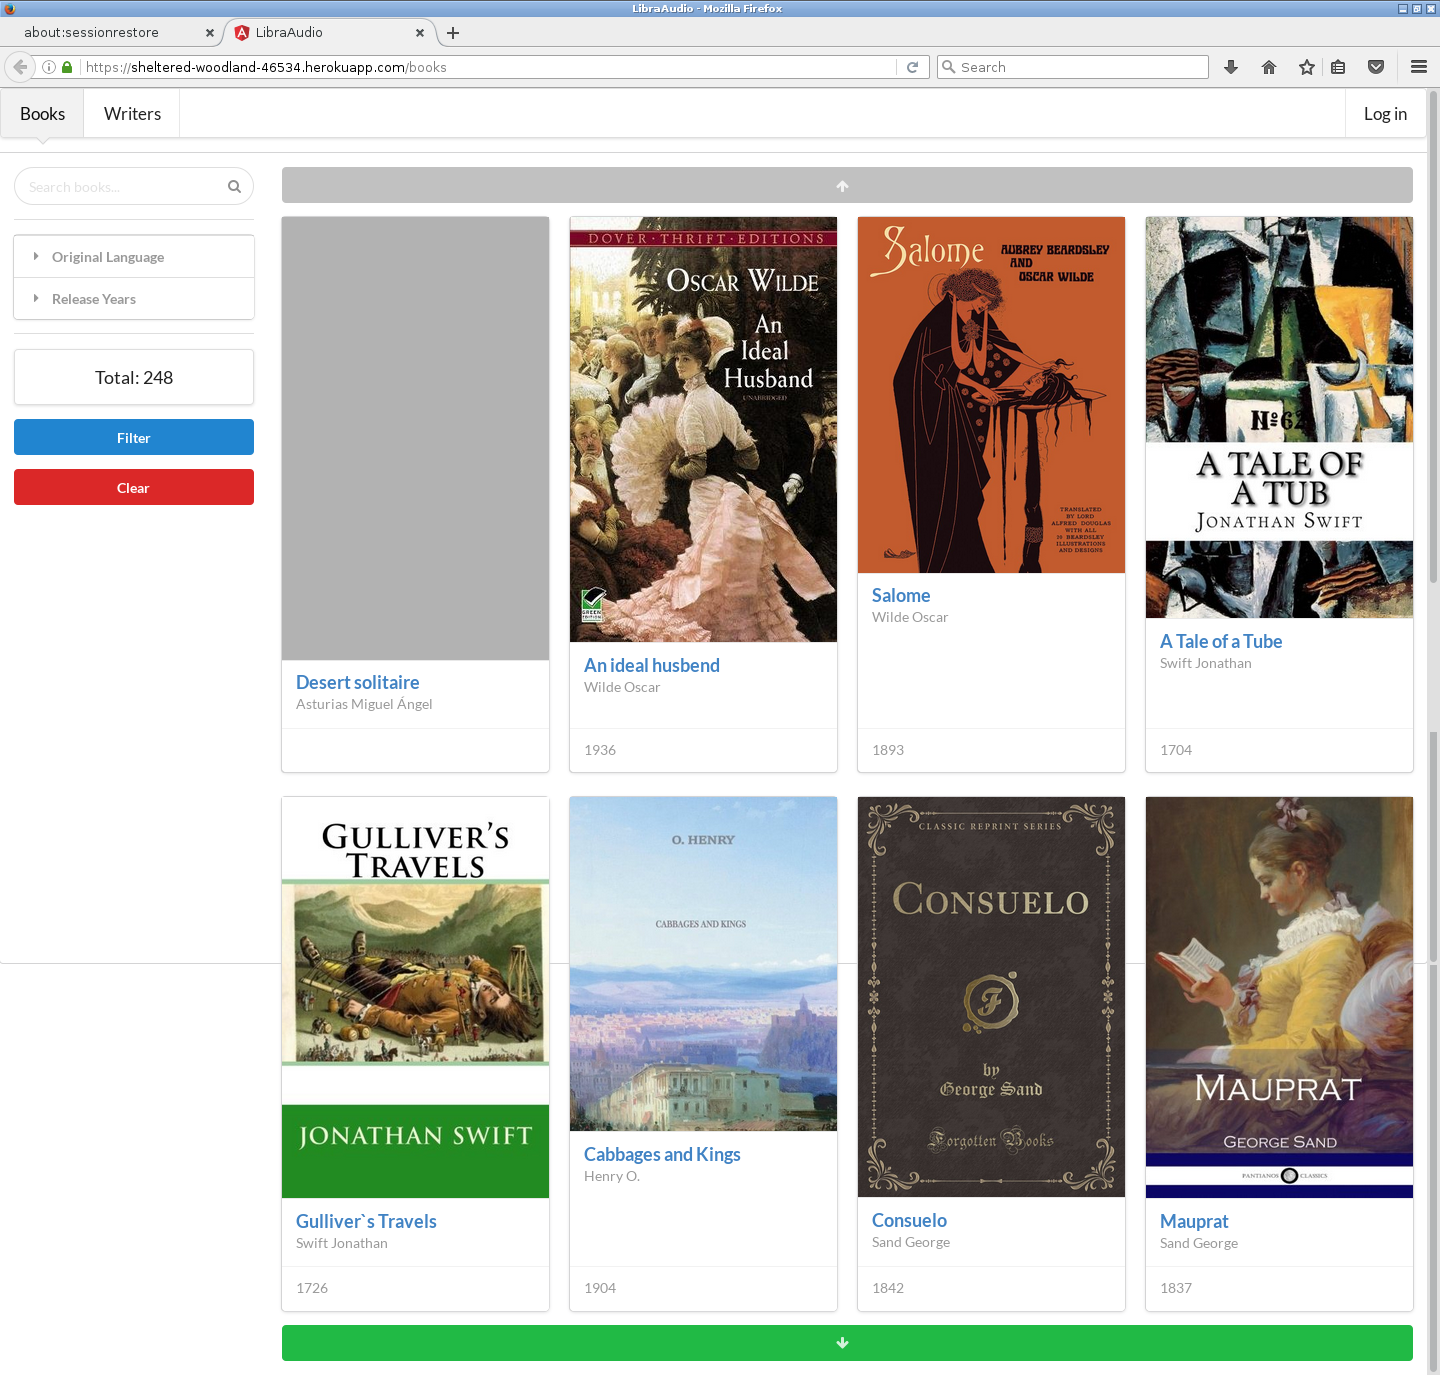 LibraAudio - Mozilla Firefox
about:sessionrestore
LibraAudio
https://sheltered-woodland-46534.herokuapp.com/books
Search
Books
Writers
Log in
Search books...
Original Language
Release Years
Total: 248
Filter
Clear
Desert solitaire
Asturias Miguel Ángel
DOVER · THRIFT · EDITIONS
OSCAR WILDE
An
Ideal
Husband
UNABRIDGED
GREEN
EDITION
An ideal husbend
Wilde Oscar
1936
Salome
AUBREY BEARDSLEY
AND
OSCAR WILDE
TRANSLATED
BY LORD
ALFRED DOUGLAS
WITH ALL
20 BEARDSLEY
ILLUSTRATIONS
AND DESIGNS
Salome
Wilde Oscar
1893
Nº62
A TALE OF
A TUB
JONATHAN SWIFT
A Tale of a Tube
Swift Jonathan
1704
GULLIVER'S
TRAVELS
JONATHAN SWIFT
Gulliver`s Travels
Swift Jonathan
1726
O. HENRY
CABBAGES AND KINGS
Cabbages and Kings
Henry O.
1904
CLASSIC REPRINT SERIES
CONSUELO
F
by
George Sand
Forgotten Books
Consuelo
Sand George
1842
MAUPRAT
GEORGE SAND
PANTIANOS CLASSICS
Mauprat
Sand George
1837